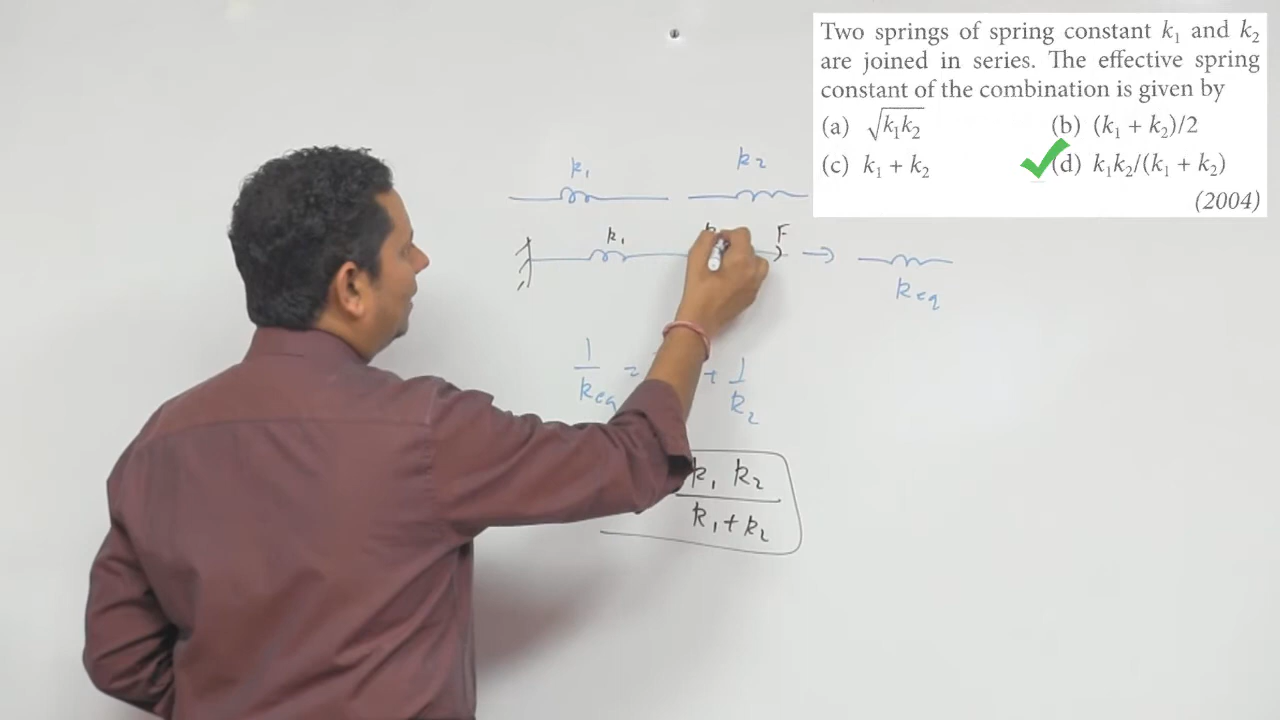 Two springs of spring constant k₁ and k₂
are joined in series. The effective spring
constant of the combination is given by
(a) √k₁k₂ (b) (k₁ + k₂)/2
(c) k₁ + k₂ (d) k₁k₂/(k₁ + k₂)
(2004)
k₁ k₂
k₁ F
keq
1/keq = + 1/k₂
k₁ k₂
k₁ + k₂